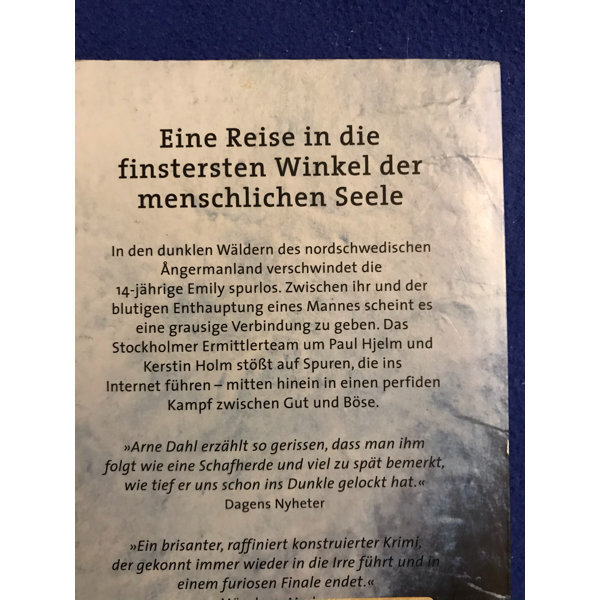 Eine Reise in die
finstersten Winkel der
menschlichen Seele
In den dunklen Wäldern des nordschwedischen
Ångermanland verschwindet die
14-jährige Emily spurlos. Zwischen ihr und der
blutigen Enthauptung eines Mannes scheint es
eine grausige Verbindung zu geben. Das
Stockholmer Ermittlerteam um Paul Hjelm und
Kerstin Holm stößt auf Spuren, die ins
Internet führen – mitten hinein in einen perfiden
Kampf zwischen Gut und Böse.
»Arne Dahl erzählt so gerissen, dass man ihm
folgt wie eine Schafherde und viel zu spät bemerkt,
wie tief er uns schon ins Dunkle gelockt hat.«
Dagens Nyheter
»Ein brisanter, raffiniert konstruierter Krimi,
der gekonnt immer wieder in die Irre führt und in
einem furiosen Finale endet.«